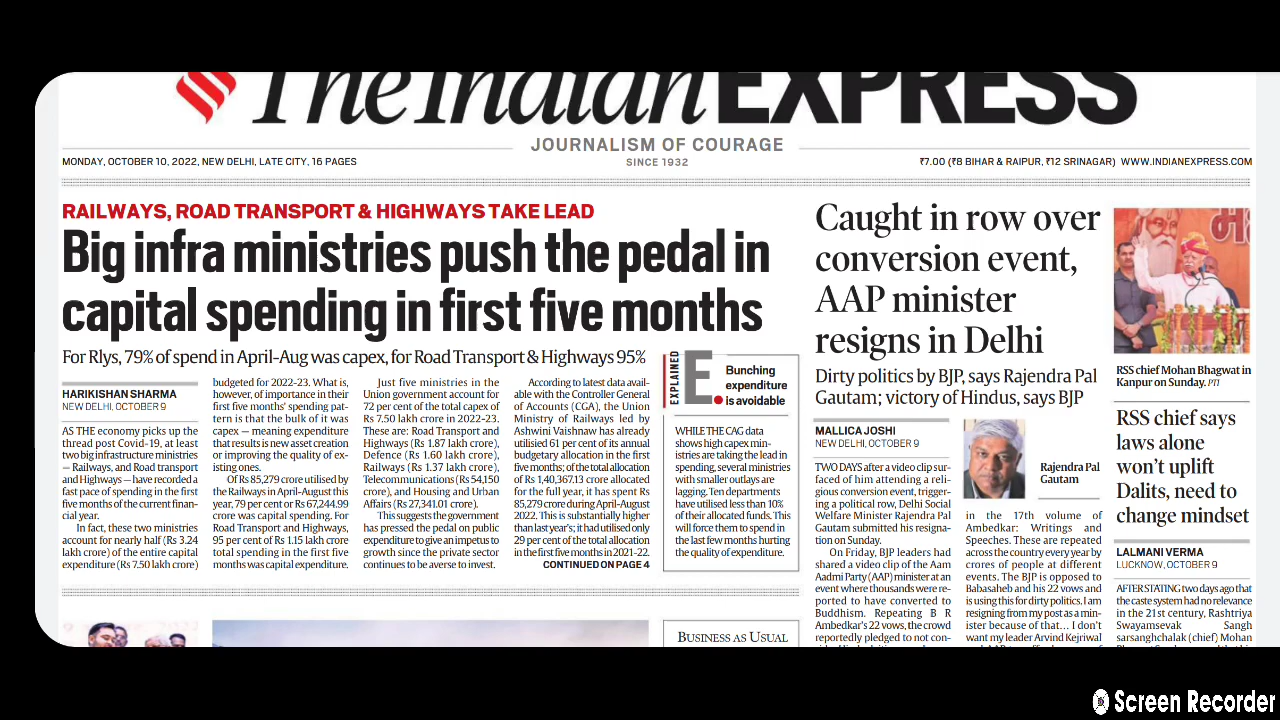 The Indian EXPRESS
JOURNALISM OF COURAGE
SINCE 1932
MONDAY, OCTOBER 10, 2022, NEW DELHI, LATE CITY, 16 PAGES
₹7.00 (₹8 BIHAR & RAIPUR, ₹12 SRINAGAR) WWW.INDIANEXPRESS.COM
RAILWAYS, ROAD TRANSPORT & HIGHWAYS TAKE LEAD
Big infra ministries push the pedal in
capital spending in first five months
For Rlys, 79% of spend in April-Aug was capex, for Road Transport & Highways 95%
HARIKISHAN SHARMA
NEW DELHI, OCTOBER 9
AS THE economy picks up the
thread post Covid-19, at least
two big infrastructure ministries
— Railways, and Road transport
and Highways — have recorded a
fast pace of spending in the first
five months of the current finan-
cial year.
In fact, these two ministries
account for nearly half (Rs 3.24
lakh crore) of the entire capital
expenditure (Rs 7.50 lakh crore)
budgeted for 2022-23. What is,
however, of importance in their
first five months' spending pat-
tern is that the bulk of it was
capex — meaning expenditure
that results in new asset creation
or improving the quality of ex-
isting ones.
Of Rs 85,279 crore utilised by
the Railways in April-August this
year, 79 per cent or Rs 67,244.99
crore was capital spending. For
Road Transport and Highways,
95 per cent of Rs 1.15 lakh crore
total spending in the first five
months was capital expenditure.
Just five ministries in the
Union government account for
72 per cent of the total capex of
Rs 7.50 lakh crore in 2022-23.
These are: Road Transport and
Highways (Rs 1.87 lakh crore),
Defence (Rs 1.60 lakh crore),
Railways (Rs 1.37 lakh crore),
Telecommunications (Rs 54,150
crore), and Housing and Urban
Affairs (Rs 27,341.01 crore).
This suggests the government
has pressed the pedal on public
expenditure to give an impetus to
growth since the private sector
continues to be averse to invest.
According to latest data avail-
able with the Controller General
of Accounts (CGA), the Union
Ministry of Railways led by
Ashwini Vaishnaw has already
utilised 61 per cent of its annual
budgetary allocation in the first
five months; of the total allocation
of Rs 1,40,367.13 crore allocated
for the full year, it has spent Rs
85,279 crore during April-August
2022. This is substantially higher
than last year's; it had utilised only
29 per cent of the total allocation
in the first five months in 2021-22.
CONTINUED ON PAGE 4
EXPLAINED
E.
Bunching
expenditure
is avoidable
WHILE THE CAG data
shows high capex min-
istries are taking the lead in
spending, several ministries
with smaller outlays are
lagging. Ten departments
have utilised less than 10%
of their allocated funds. This
will force them to spend in
the last few months hurting
the quality of expenditure.
BUSINESS AS USUAL
Caught in row over
conversion event,
AAP minister
resigns in Delhi
Dirty politics by BJP, says Rajendra Pal
Gautam; victory of Hindus, says BJP
MALLICA JOSHI
NEW DELHI, OCTOBER 9
TWO DAYS after a video clip sur-
faced of him attending a reli-
gious conversion event, trigger-
ing a political row, Delhi Social
Welfare Minister Rajendra Pal
Gautam submitted his resigna-
tion on Sunday.
On Friday, BJP leaders had
shared a video clip of the Aam
Aadmi Party (AAP) minister at an
event where thousands were re-
ported to have converted to
Buddhism. Repeating B R
Ambedkar's 22 vows, the crowd
reportedly pledged to not con-
Rajendra Pal
Gautam
in the 17th volume of
Ambedkar: Writings and
Speeches. These are repeated
across the country every year by
crores of people at different
events. The BJP is opposed to
Babasaheb and his 22 vows and
is using this for dirty politics. I am
resigning from my post as a min-
ister because of that… I don't
want my leader Arvind Kejriwal
RSS chief Mohan Bhagwat in
Kanpur on Sunday. PTI
RSS chief says
laws alone
won't uplift
Dalits, need to
change mindset
LALMANI VERMA
LUCKNOW, OCTOBER 9
AFTER STATING two days ago that
the caste system had no relevance
in the 21st century, Rashtriya
Swayamsevak Sangh
sarsanghchalak (chief) Mohan
Screen Recorder